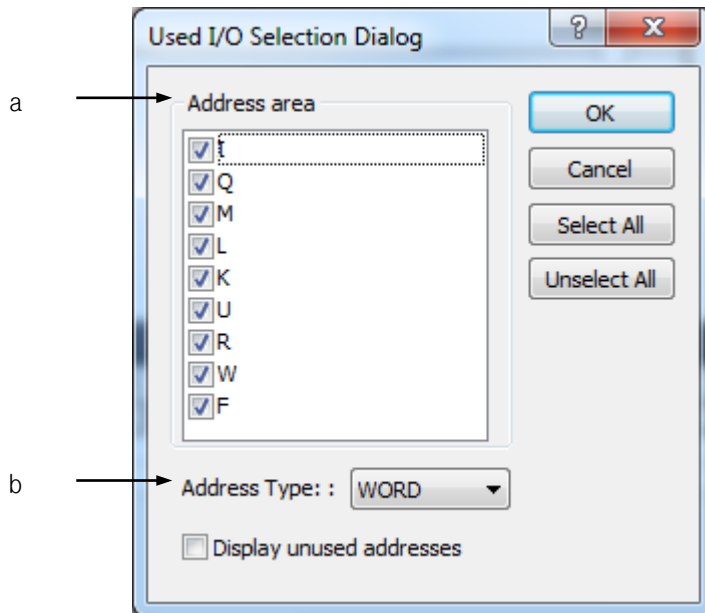 Used I/O Selection Dialog
a
Address area
I
Q
M
L
K
U
R
W
F
OK
Cancel
Select All
Unselect All
b
Address Type: :
WORD
Display unused addresses